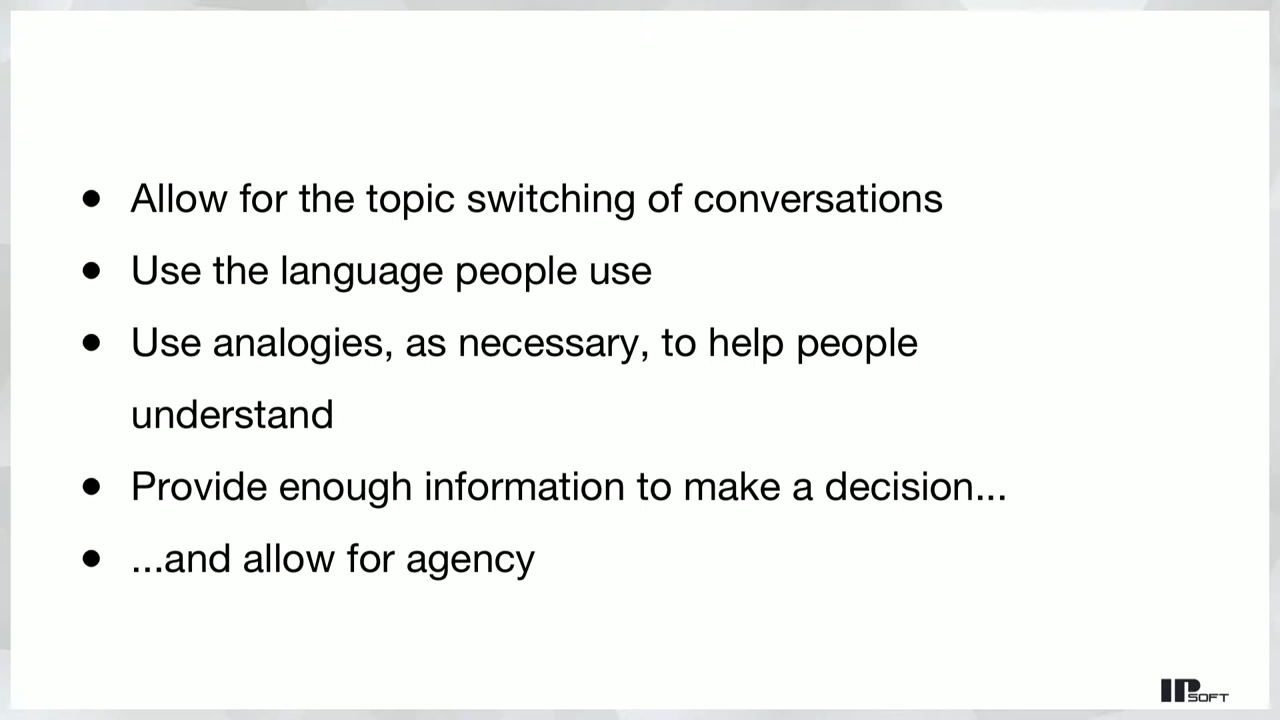 ● Allow for the topic switching of conversations
● Use the language people use
● Use analogies, as necessary, to help people
understand
● Provide enough information to make a decision...
● ...and allow for agency
IPSOFT